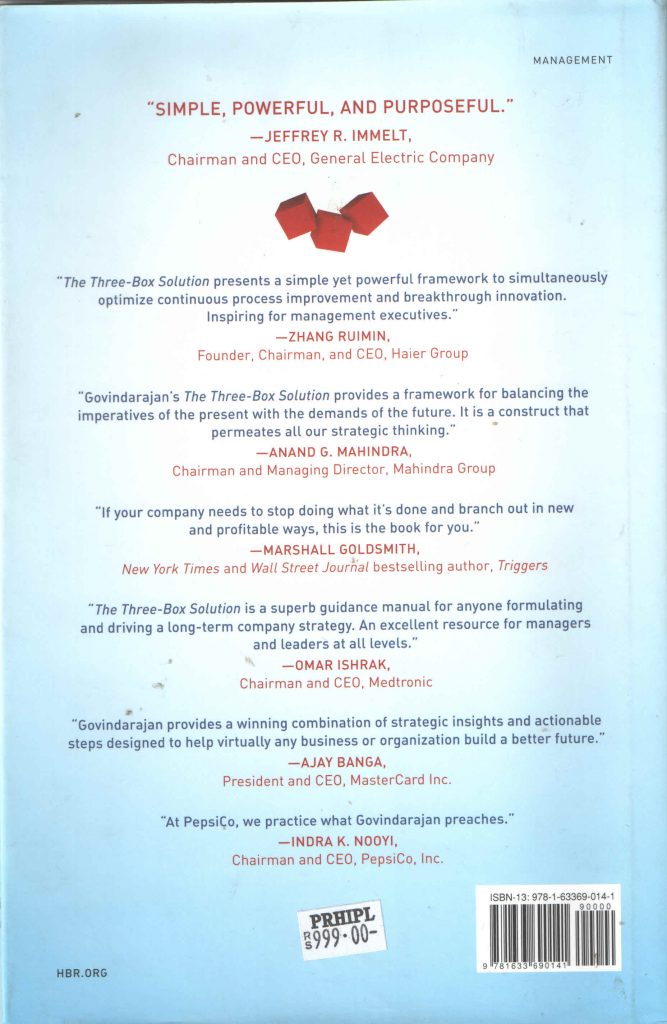 MANAGEMENT
“SIMPLE, POWERFUL, AND PURPOSEFUL.”
—JEFFREY R. IMMELT,
Chairman and CEO, General Electric Company
“The Three-Box Solution presents a simple yet powerful framework to simultaneously
optimize continuous process improvement and breakthrough innovation.
Inspiring for management executives.”
—ZHANG RUIMIN,
Founder, Chairman, and CEO, Haier Group
“Govindarajan’s The Three-Box Solution provides a framework for balancing the
imperatives of the present with the demands of the future. It is a construct that
permeates all our strategic thinking.”
—ANAND G. MAHINDRA,
Chairman and Managing Director, Mahindra Group
“If your company needs to stop doing what it’s done and branch out in new
and profitable ways, this is the book for you.”
—MARSHALL GOLDSMITH,
New York Times and Wall Street Journal bestselling author, Triggers
“The Three-Box Solution is a superb guidance manual for anyone formulating
and driving a long-term company strategy. An excellent resource for managers
and leaders at all levels.”
—OMAR ISHRAK,
Chairman and CEO, Medtronic
“Govindarajan provides a winning combination of strategic insights and actionable
steps designed to help virtually any business or organization build a better future.”
—AJAY BANGA,
President and CEO, MasterCard Inc.
“At PepsiCo, we practice what Govindarajan preaches.”
—INDRA K. NOOYI,
Chairman and CEO, PepsiCo, Inc.
ISBN-13: 978-1-63369-014-1
90000
9 781633 690141
PRHIPL
RS 999·00-
HBR.ORG